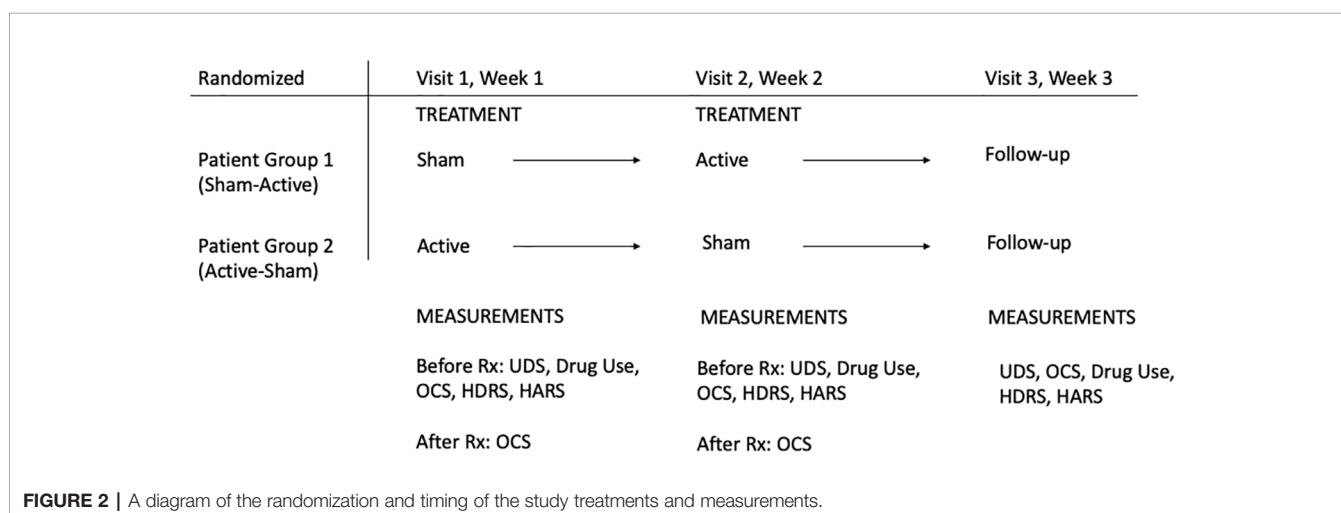 Randomized Visit 1, Week 1 Visit 2, Week 2 Visit 3, Week 3
TREATMENT TREATMENT
Patient Group 1 Sham Active Follow-up
(Sham-Active)
Patient Group 2 Active Sham Follow-up
(Active-Sham)
MEASUREMENTS MEASUREMENTS MEASUREMENTS
Before Rx: UDS, Drug Use, Before Rx: UDS, Drug Use, UDS, OCS, Drug Use,
OCS, HDRS, HARS OCS, HDRS, HARS HDRS, HARS
After Rx: OCS After Rx: OCS
FIGURE 2 | A diagram of the randomization and timing of the study treatments and measurements.